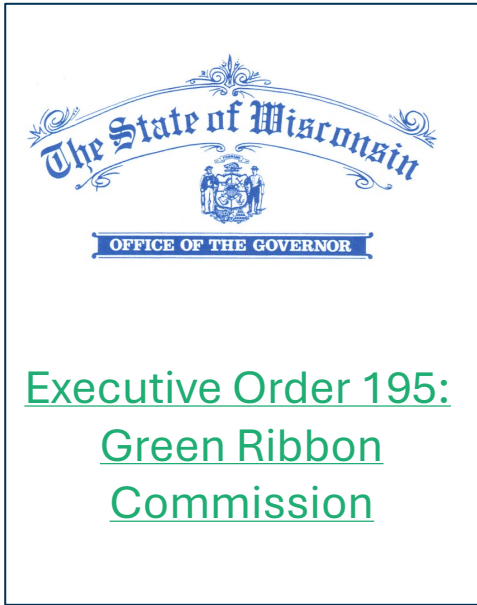 The State of Wisconsin
OFFICE OF THE GOVERNOR
Executive Order 195:
Green Ribbon
Commission